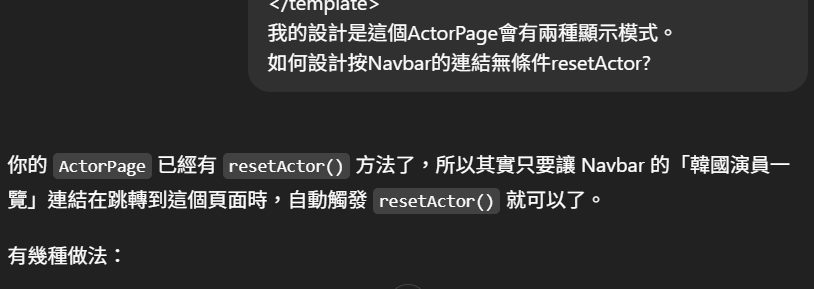 </template>
我的設計是這個ActorPage會有兩種顯示模式。
如何設計按Navbar的連結無條件resetActor?
你的 ActorPage 已經有 resetActor() 方法了，所以其實只要讓 Navbar 的「韓國演員一
覽」連結在跳轉到這個頁面時，自動觸發 resetActor() 就可以了。
有幾種做法：